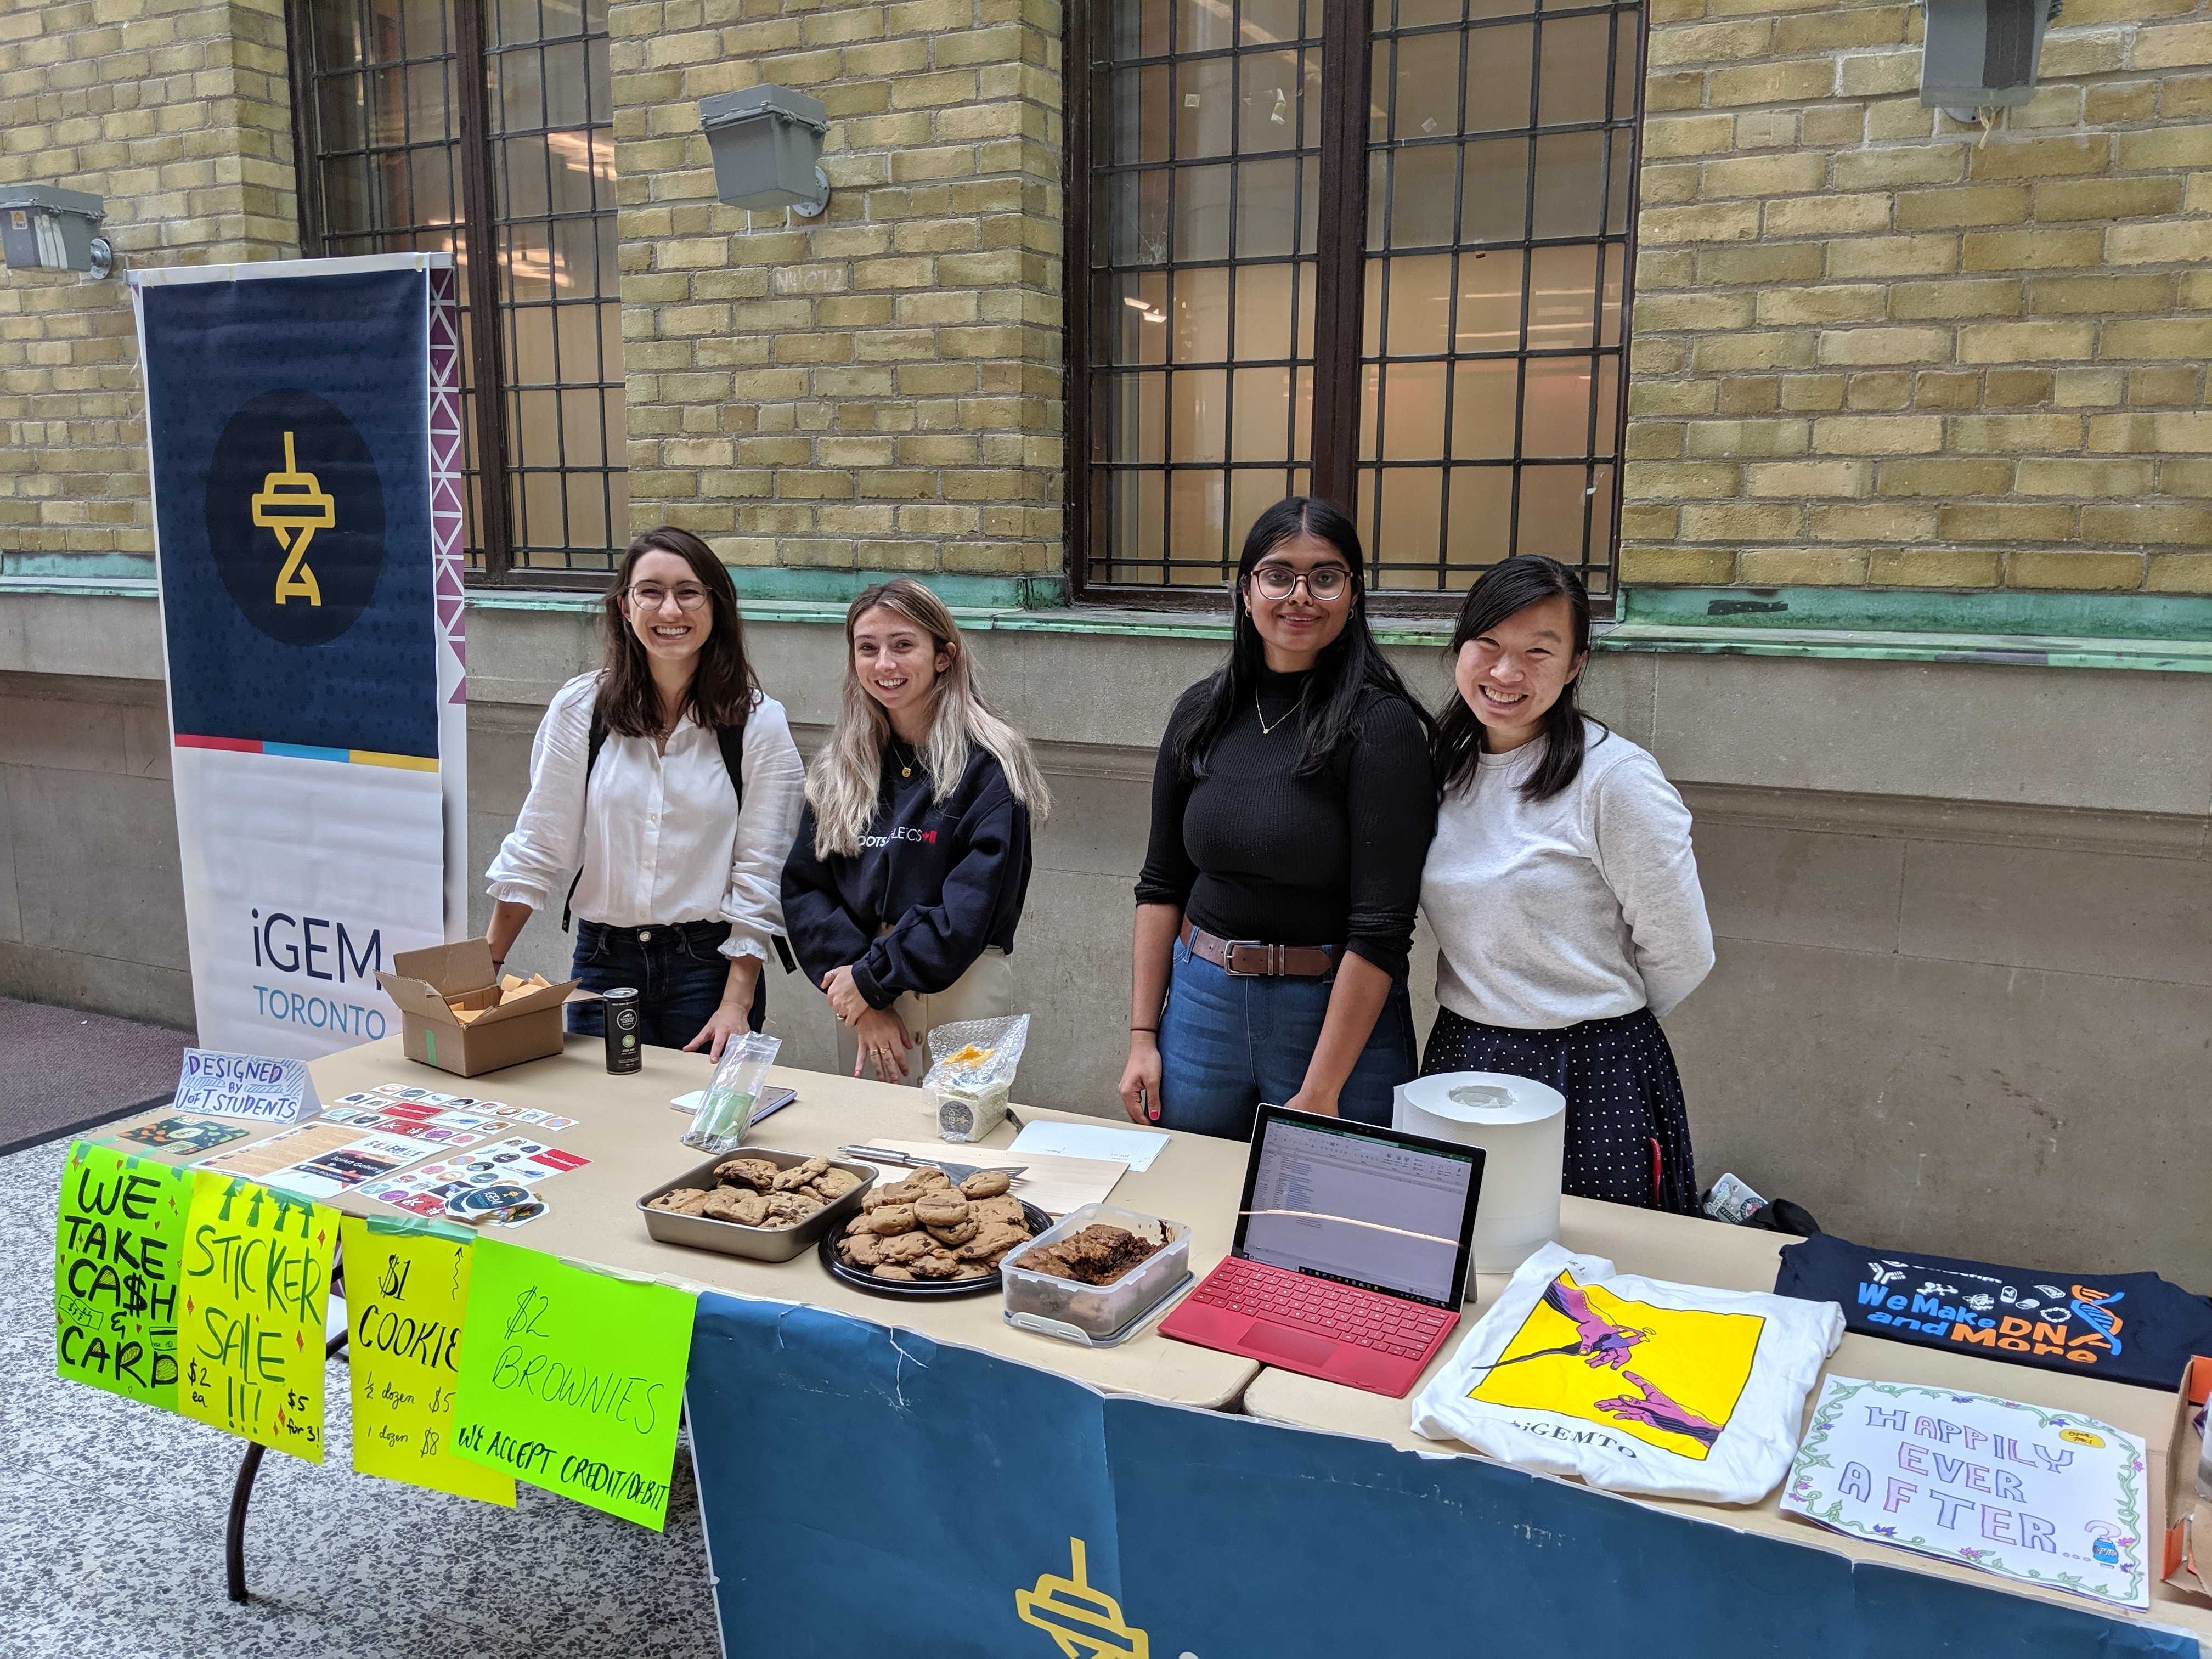 iGEM
TORONTO
ROOTS
DESIGNED
BY
UofT STUDENTS
WE
TAKE
CA$H
&
CARD
STICKER
SALE
!!!
$2
ea
$5
for 3!
$1
COOKIE
1/2 dozen $5
1 dozen $8
$2
BROWNIES
WE ACCEPT CREDIT/DEBIT
iGEMTO
We Make DNA
and More
HAPPILY
EVER
AFTER...?